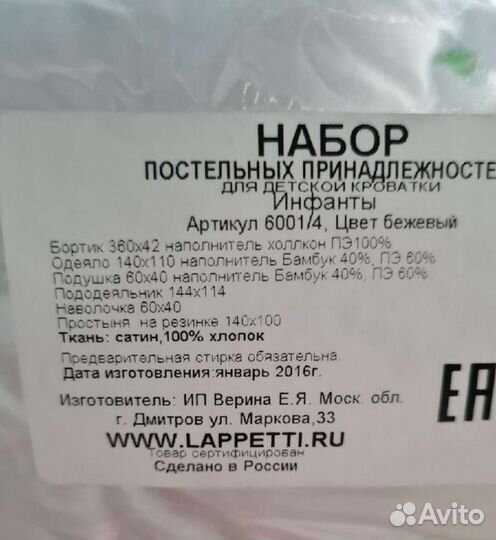 НАБОР
ПОСТЕЛЬНЫХ ПРИНАДЛЕЖНОСТЕ
ДЛЯ ДЕТСКОЙ КРОВАТКИ
Инфанты
Артикул 6001/4, Цвет бежевый
Бортик 360х42 наполнитель холлкон ПЭ100%
Одеяло 140х110 наполнитель Бамбук 40%, ПЭ 60%
Подушка 60х40 наполнитель Бамбук 40%, ПЭ 60%
Пододеяльник 144х114
Наволочка 60х40
Простыня на резинке 140х100
Ткань: сатин,100% хлопок
Предварительная стирка обязательна.
Дата изготовления:январь 2016г.
Изготовитель: ИП Верина Е.Я. Моск. обл.
г. Дмитров ул. Маркова,33
WWW.LAPPETTI.RU
Товар сертифицирован
Сделано в России
EA
Avito